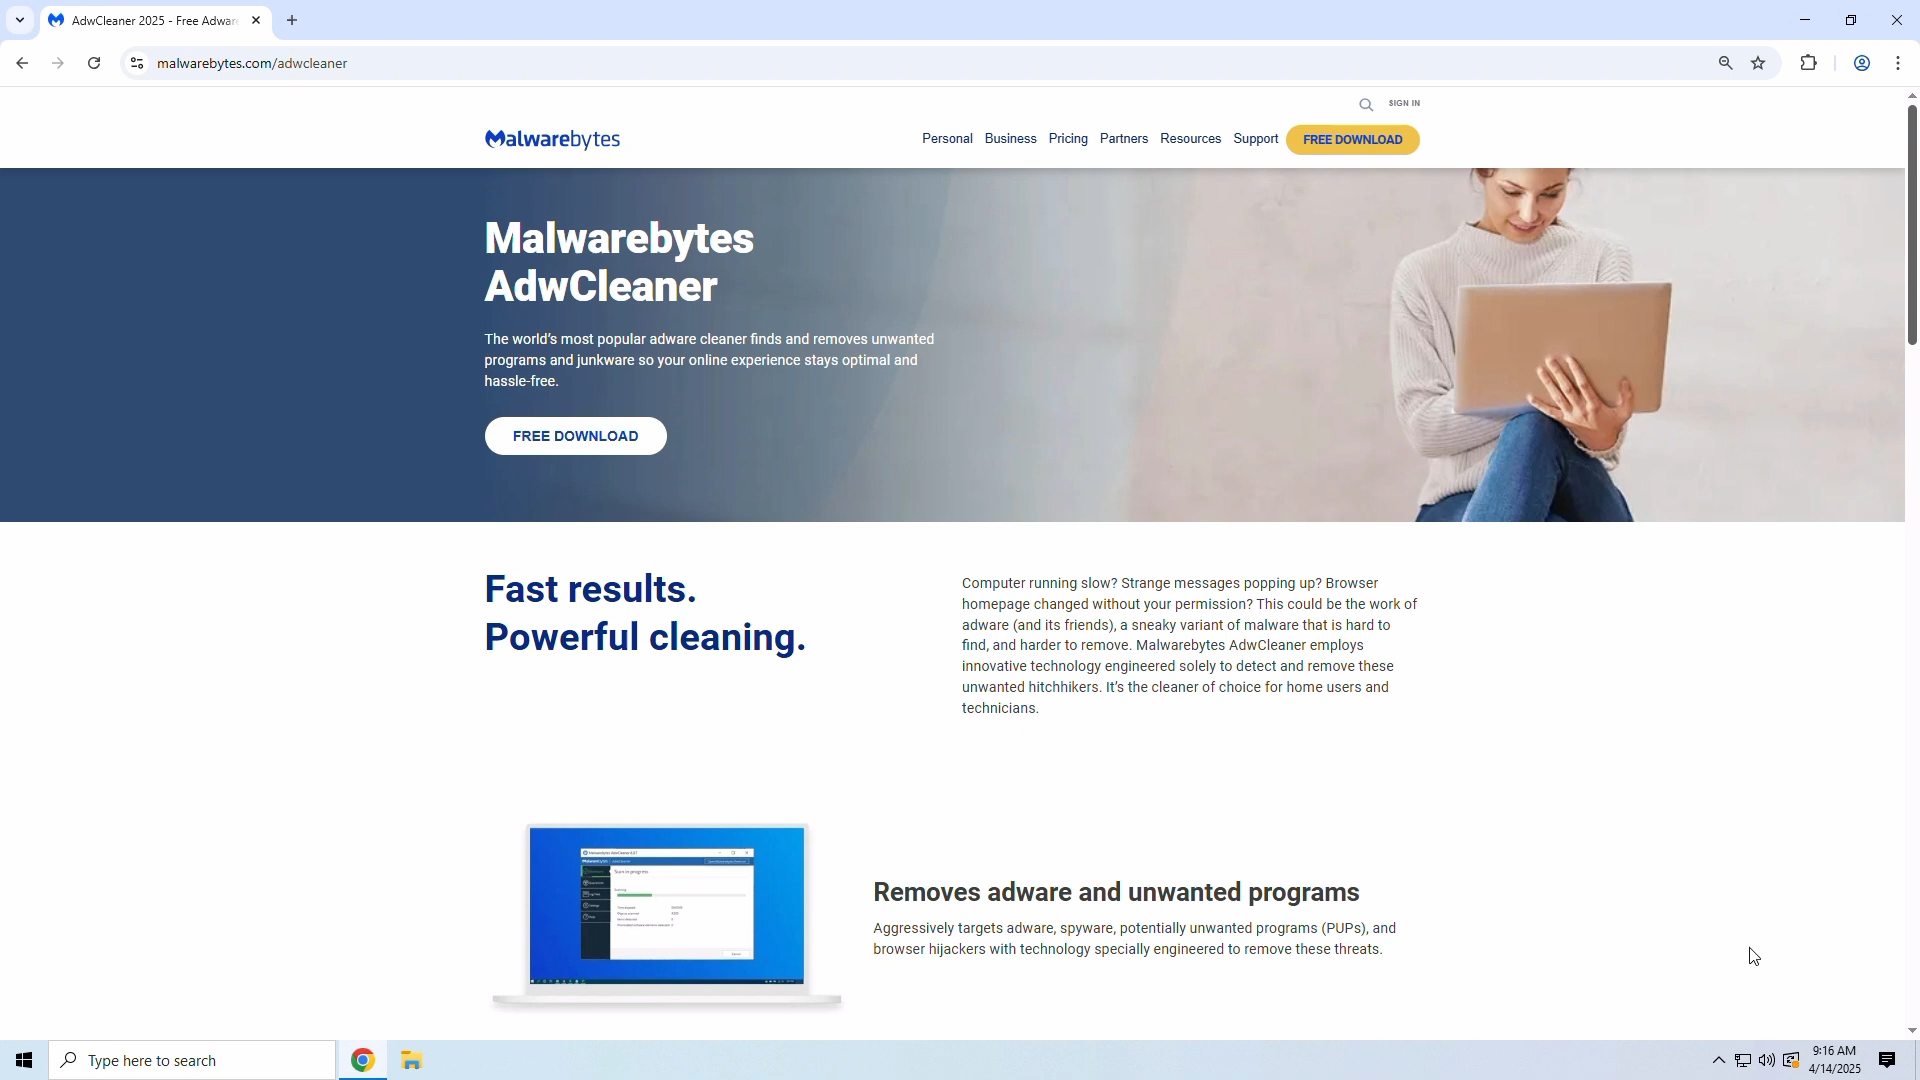 AdwCleaner 2025 - Free Adware
malwarebytes.com/adwcleaner
SIGN IN
Malwarebytes
Personal Business Pricing Partners Resources Support FREE DOWNLOAD
Malwarebytes
AdwCleaner
The world's most popular adware cleaner finds and removes unwanted
programs and junkware so your online experience stays optimal and
hassle-free.
FREE DOWNLOAD
Fast results.
Powerful cleaning.
Computer running slow? Strange messages popping up? Browser
homepage changed without your permission? This could be the work of
adware (and its friends), a sneaky variant of malware that is hard to
find, and harder to remove. Malwarebytes AdwCleaner employs
innovative technology engineered solely to detect and remove these
unwanted hitchhikers. It's the cleaner of choice for home users and
technicians.
Scan in progress
Removes adware and unwanted programs
Aggressively targets adware, spyware, potentially unwanted programs (PUPs), and
browser hijackers with technology specially engineered to remove these threats.
Type here to search
9:16 AM
4/14/2025